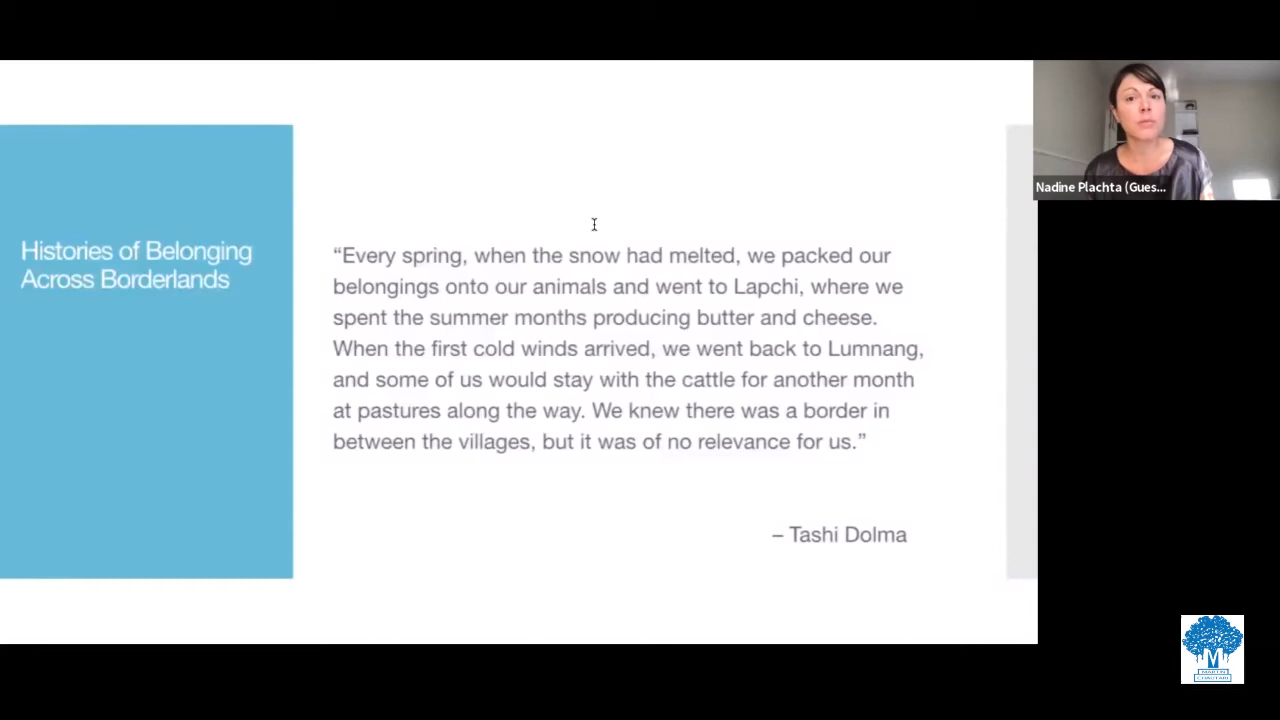 Nadine Plachta (Gues...
Histories of Belonging
Across Borderlands
“Every spring, when the snow had melted, we packed our
belongings onto our animals and went to Lapchi, where we
spent the summer months producing butter and cheese.
When the first cold winds arrived, we went back to Lumnang,
and some of us would stay with the cattle for another month
at pastures along the way. We knew there was a border in
between the villages, but it was of no relevance for us.”
– Tashi Dolma
M
MARTIN
CHAUTARI